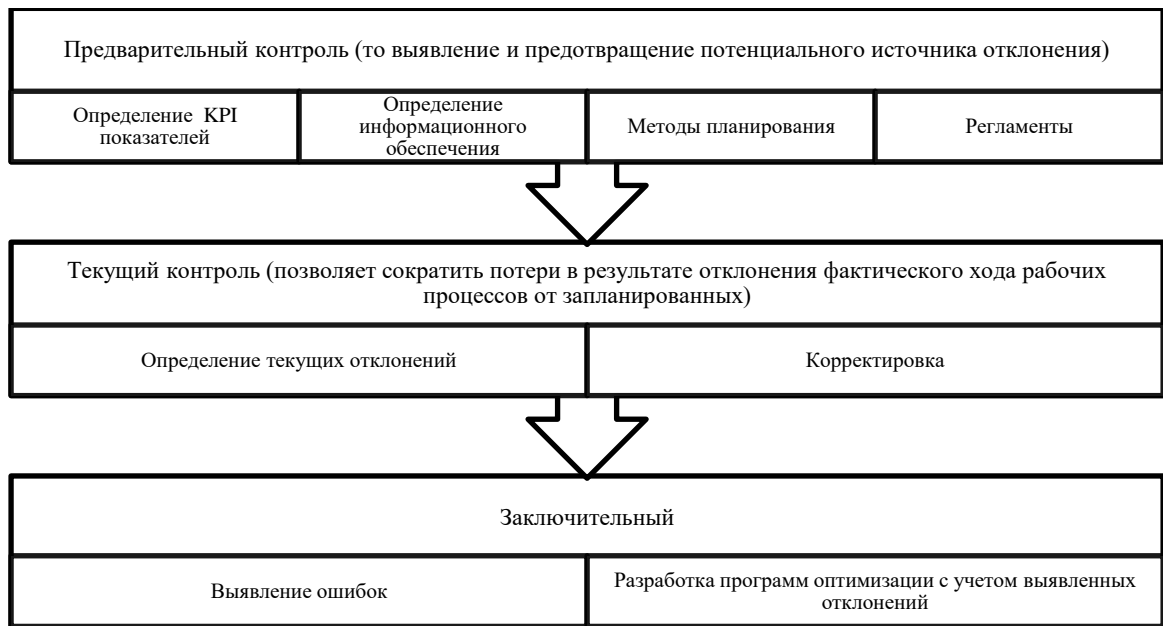 Предварительный контроль (то выявление и предотвращение потенциального источника отклонения)
Определение KPI
показателей
Определение
информационного
обеспечения
Методы планирования
Регламенты
Текущий контроль (позволяет сократить потери в результате отклонения фактического хода рабочих
процессов от запланированных)
Определение текущих отклонений
Корректировка
Заключительный
Выявление ошибок
Разработка программ оптимизации с учетом выявленных
отклонений